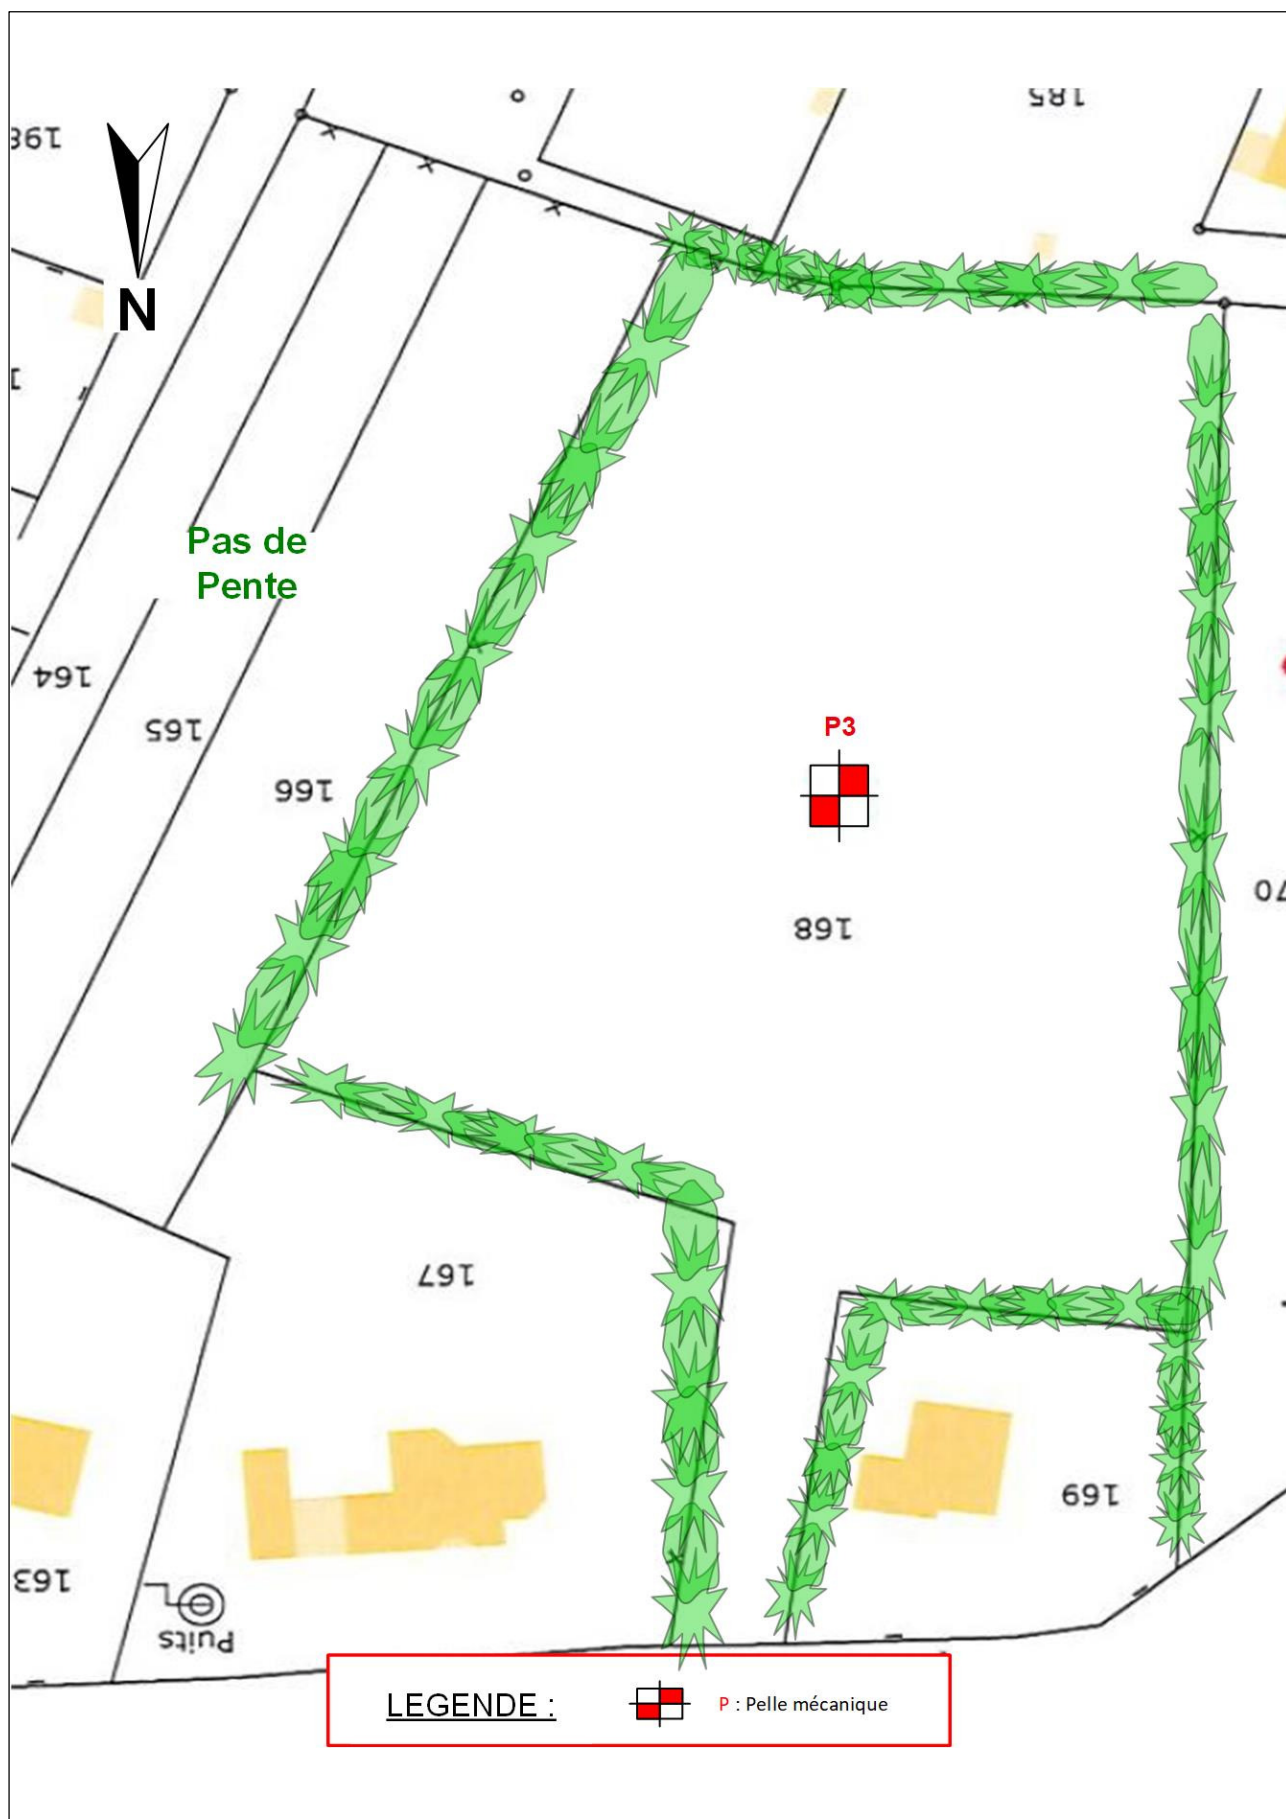 185
N
Pas de
Pente
164
165
166
P3
168
167
169
163
Puits
LEGENDE :
P : Pelle mécanique